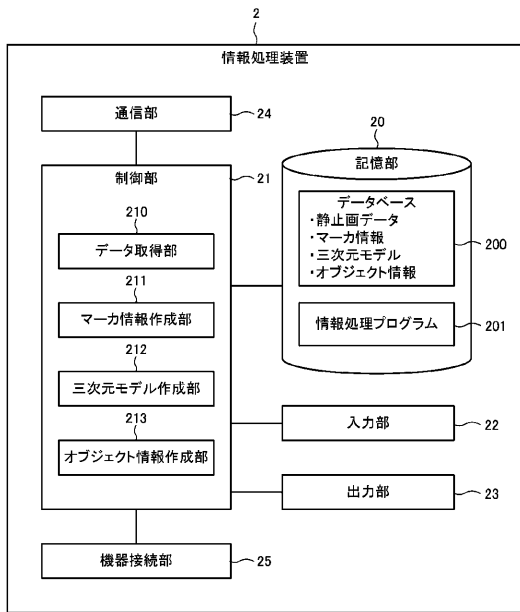 2
情報処理装置
通信部
24
制御部
21
210
データ取得部
211
マーカ情報作成部
212
三次元モデル作成部
213
オブジェクト情報作成部
20
記憶部
データベース
・静止画データ
・マーカ情報
・三次元モデル
・オブジェクト情報
200
情報処理プログラム
201
入力部
22
出力部
23
機器接続部
25